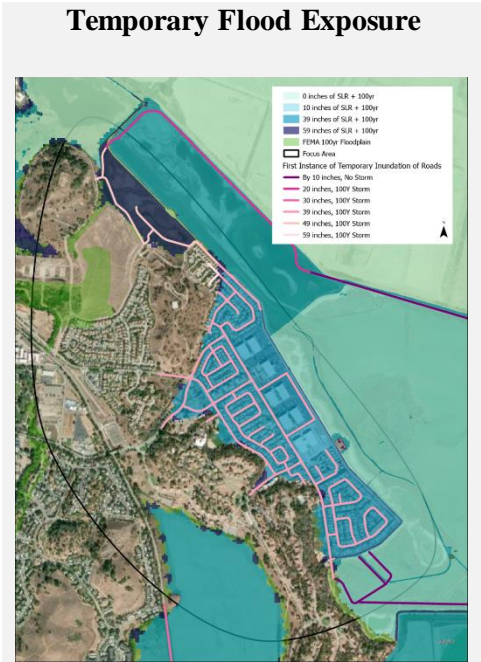 Temporary Flood Exposure
0 inches of SLR + 100yr
10 inches of SLR + 100yr
39 inches of SLR + 100yr
59 inches of SLR + 100yr
FEMA 100yr Floodplain
Focus Area
First Instance of Temporary Inundation of Roads
By 10 inches, No Storm
20 inches, 100Y Storm
30 inches, 100Y Storm
39 inches, 100Y Storm
49 inches, 100Y Storm
59 inches, 100Y Storm